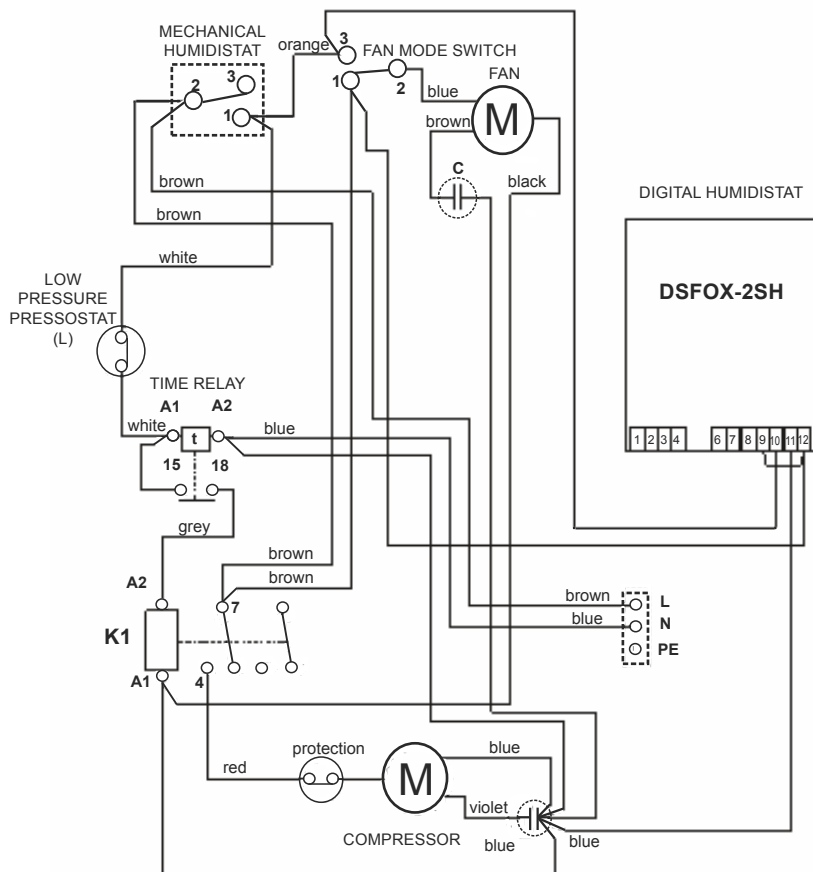 MECHANICAL
HUMIDISTAT
orange
3
FAN MODE SWITCH
FAN
2
3
1
1
2
blue
M
brown
C
black
brown
brown
white
DIGITAL HUMIDISTAT
DSFOX-2SH
1 2 3 4 6 7 8 9 10 11 12
LOW
PRESSURE
PRESSOSTAT
(L)
TIME RELAY
A1
A2
white
t
blue
15
18
grey
brown
brown
A2
7
K1
A1
4
brown
L
blue
N
PE
protection
red
M
blue
violet
COMPRESSOR
blue
blue